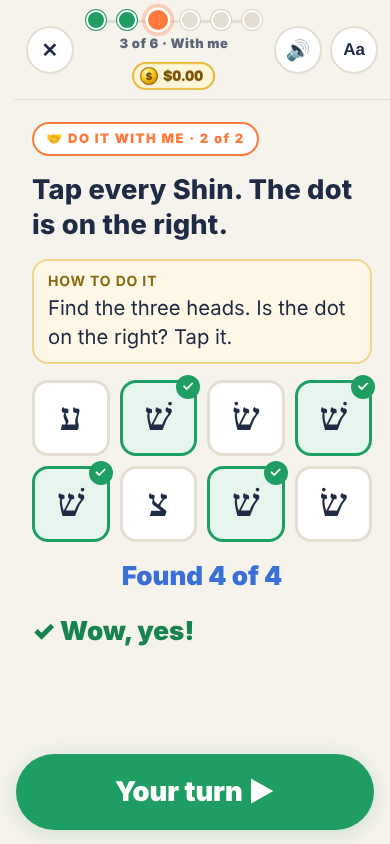 3 of 6 · With me
$0.00
Aa
🤝 DO IT WITH ME · 2 of 2
Tap every Shin. The dot
is on the right.
HOW TO DO IT
Find the three heads. Is the dot
on the right? Tap it.
ע שׁ שׂ שׁ
שׁ צ שׁ שׂ
Found 4 of 4
✓ Wow, yes!
Your turn ▶